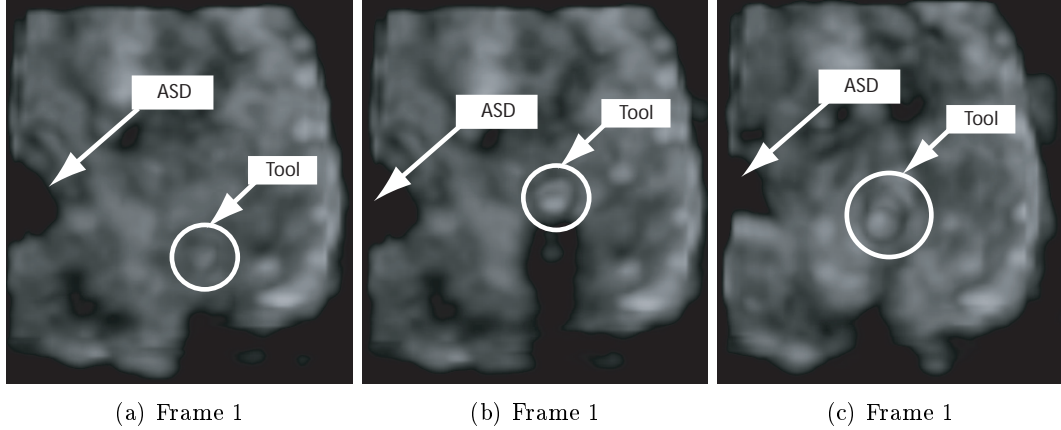 ASD
Tool
ASD
Tool
ASD
Tool
(a) Frame 1
(b) Frame 1
(c) Frame 1